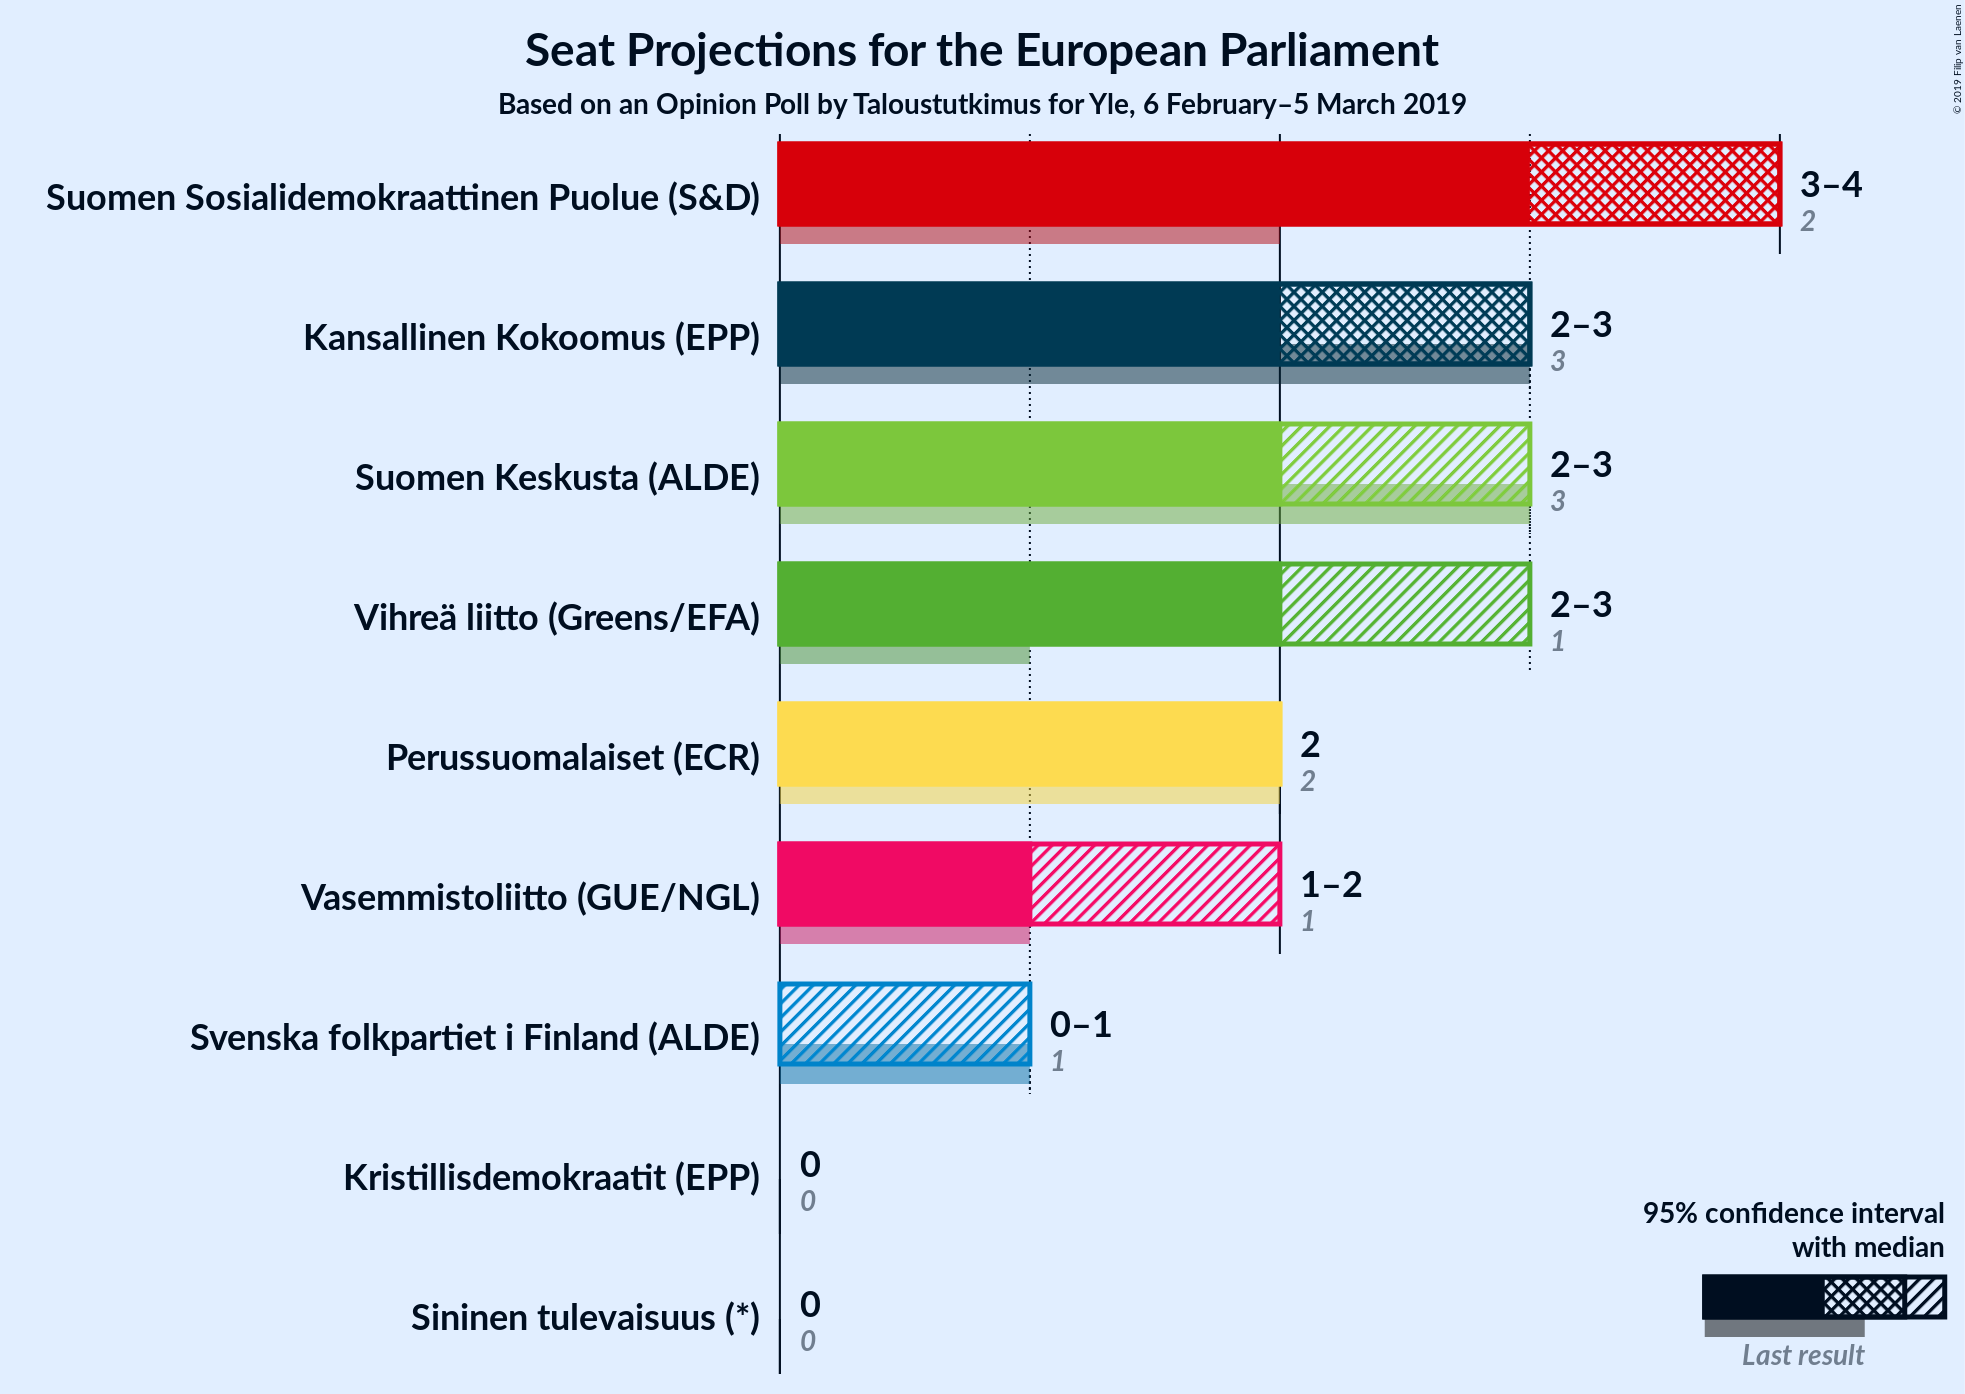 Seat Projections for the European Parliament
Based on an Opinion Poll by Taloustutkimus for Yle, 6 February–5 March 2019
© 2019 Filip van Laenen
Suomen Sosialidemokraattinen Puolue (S&D)
3–4
2
Kansallinen Kokoomus (EPP)
2–3
3
Suomen Keskusta (ALDE)
2–3
3
Vihreä liitto (Greens/EFA)
2–3
1
Perussuomalaiset (ECR)
2
2
Vasemmistoliitto (GUE/NGL)
1–2
1
Svenska folkpartiet i Finland (ALDE)
0–1
1
Kristillisdemokraatit (EPP)
0
0
Sininen tulevaisuus (*)
0
0
95% confidence interval
with median
Last result